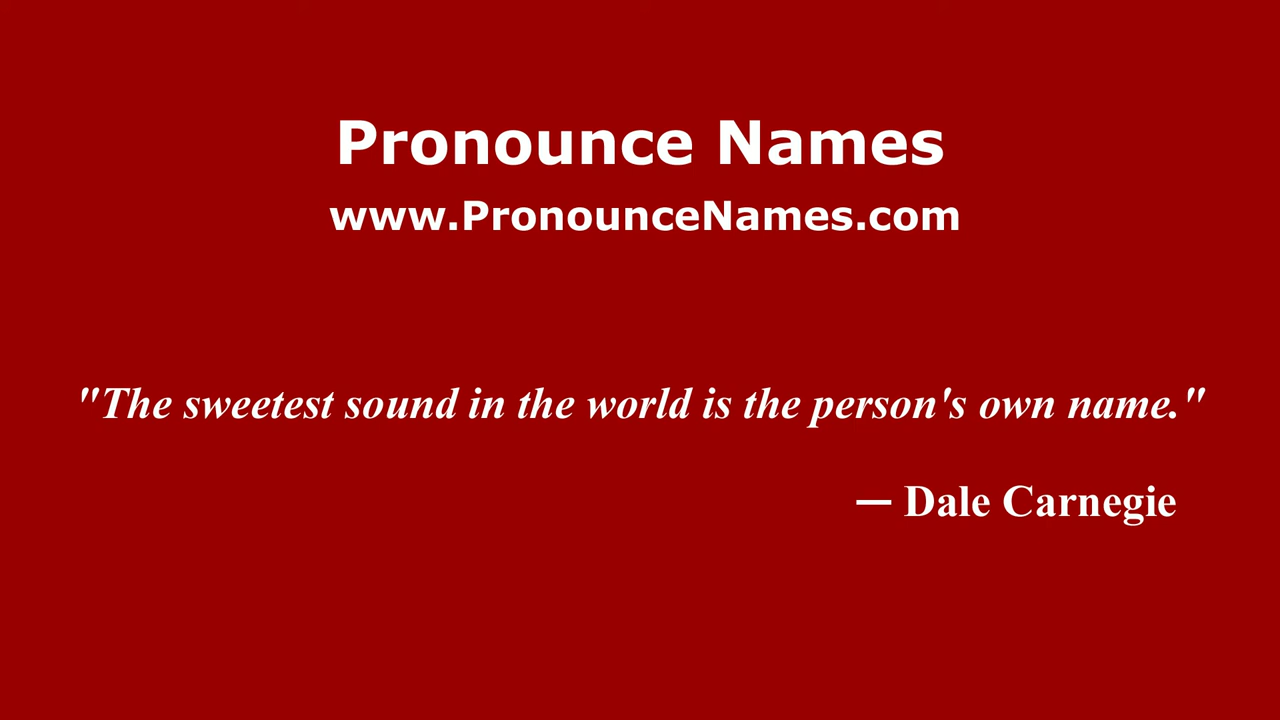 Pronounce Names
www.PronounceNames.com
"The sweetest sound in the world is the person's own name."
— Dale Carnegie